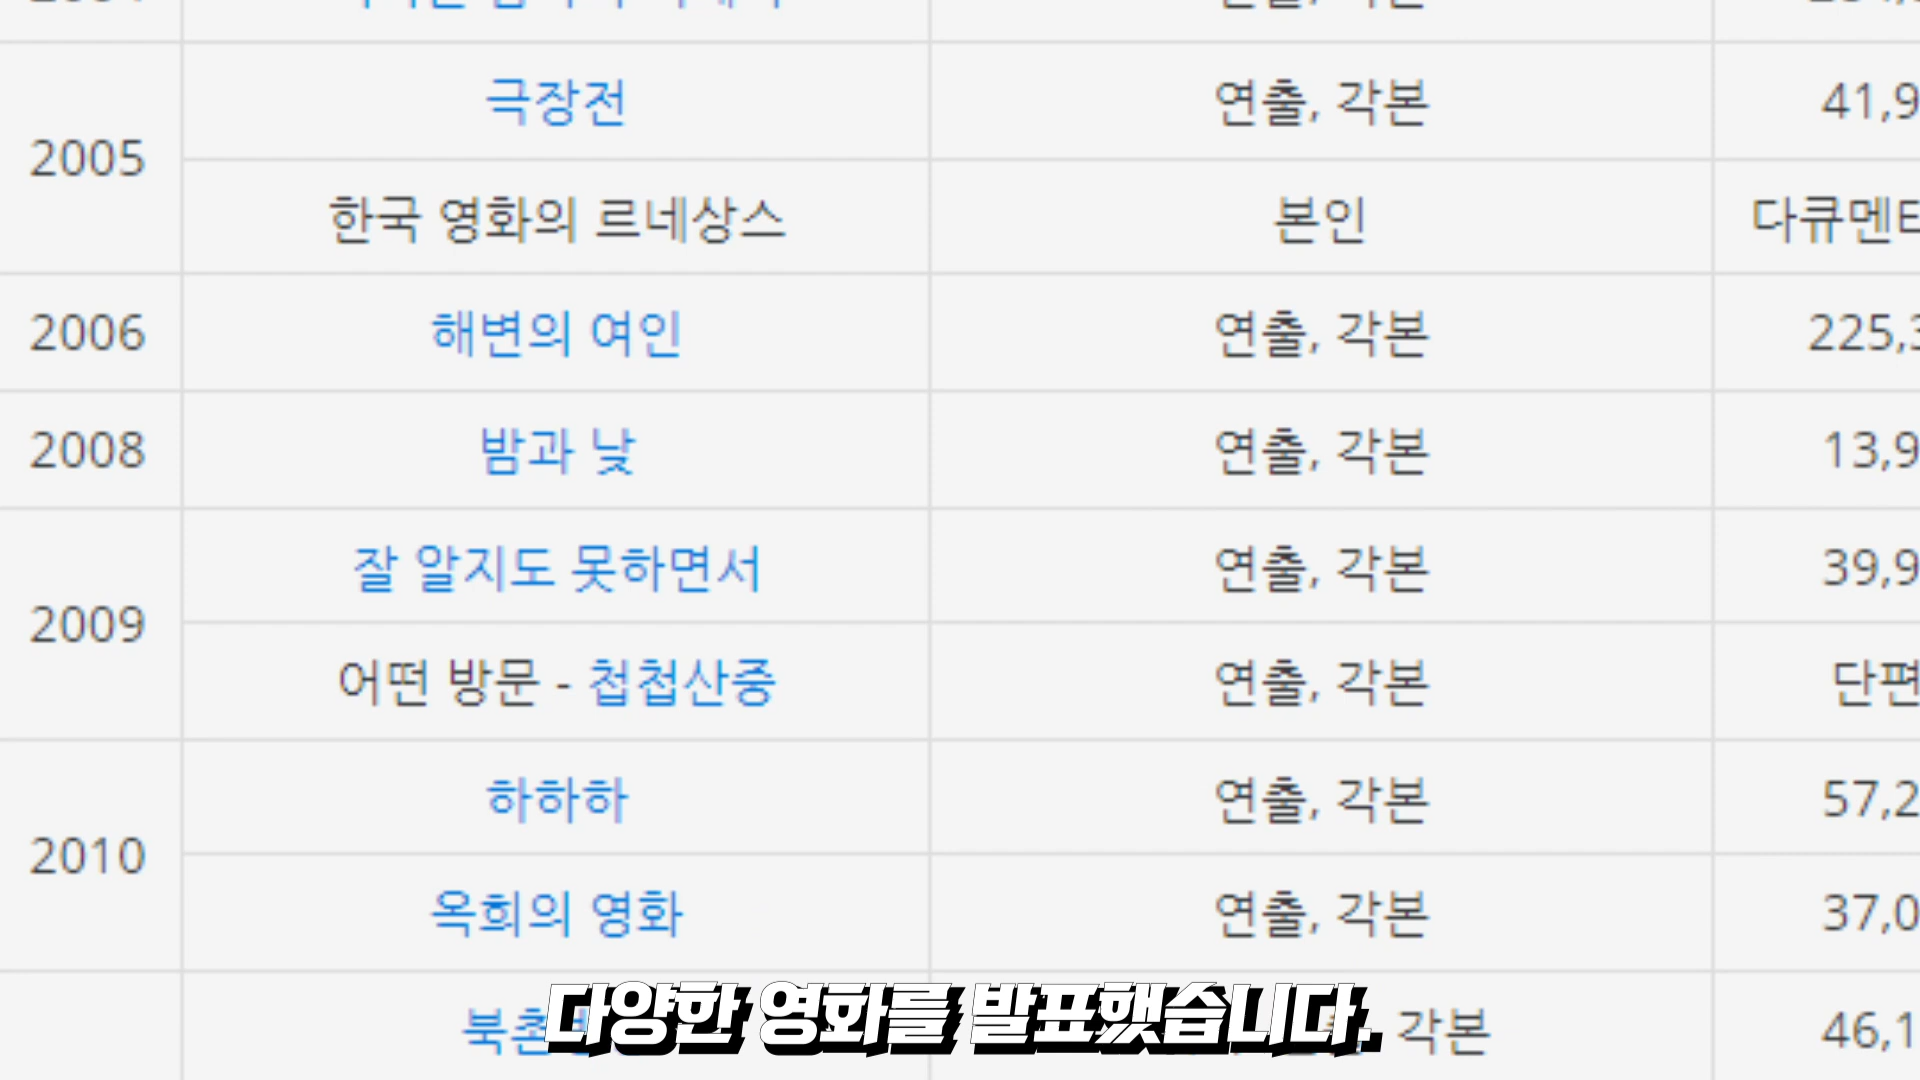 극장전 연출, 각본 41,9
2005
한국 영화의 르네상스 본인 다큐멘터
2006 해변의 여인 연출, 각본 225,3
2008 밤과 낮 연출, 각본 13,9
잘 알지도 못하면서 연출, 각본 39,9
2009
어떤 방문 - 첩첩산중 연출, 각본 단편
하하하 연출, 각본 57,2
2010
옥희의 영화 연출, 각본 37,0
북촌 각본 46,1
다양한 영화를 발표했습니다.